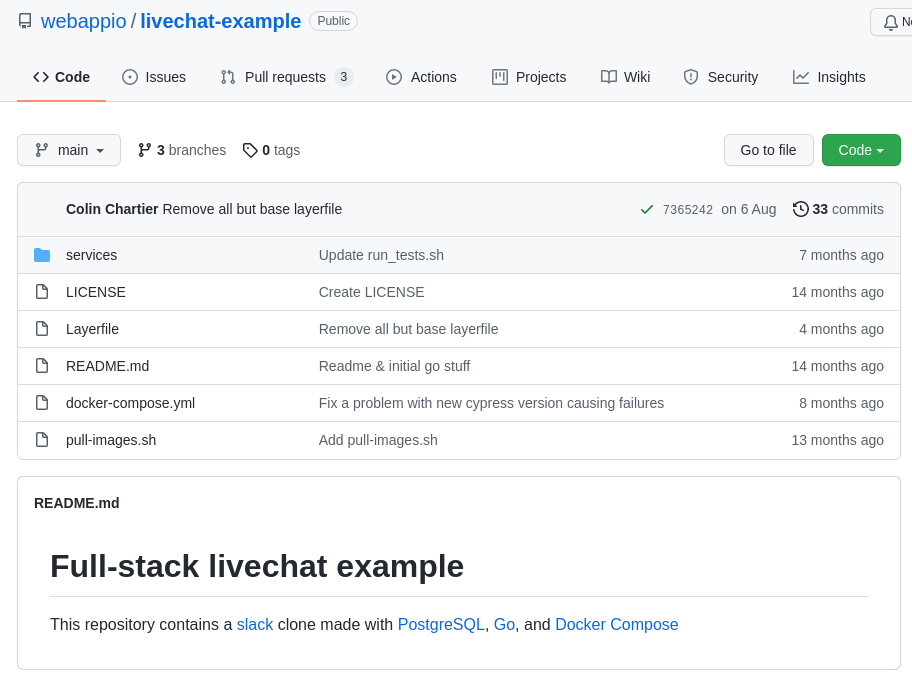 webappio / livechat-example Public
Code Issues Pull requests 3 Actions Projects Wiki Security Insights
main 3 branches 0 tags Go to file Code
Colin Chartier Remove all but base layerfile 7365242 on 6 Aug 33 commits
services Update run_tests.sh 7 months ago
LICENSE Create LICENSE 14 months ago
Layerfile Remove all but base layerfile 4 months ago
README.md Readme & initial go stuff 14 months ago
docker-compose.yml Fix a problem with new cypress version causing failures 8 months ago
pull-images.sh Add pull-images.sh 13 months ago
README.md
Full-stack livechat example
This repository contains a slack clone made with PostgreSQL, Go, and Docker Compose